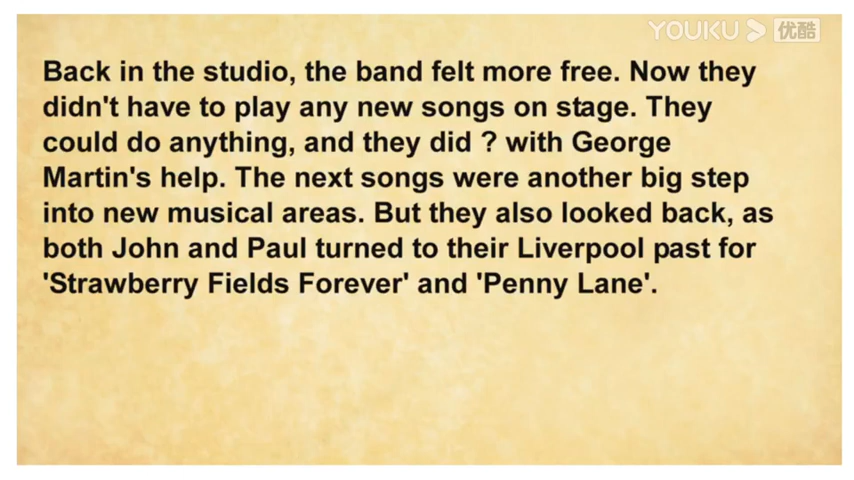 YOUKU 优酷
Back in the studio, the band felt more free. Now they
didn't have to play any new songs on stage. They
could do anything, and they did ? with George
Martin's help. The next songs were another big step
into new musical areas. But they also looked back, as
both John and Paul turned to their Liverpool past for
'Strawberry Fields Forever' and 'Penny Lane'.